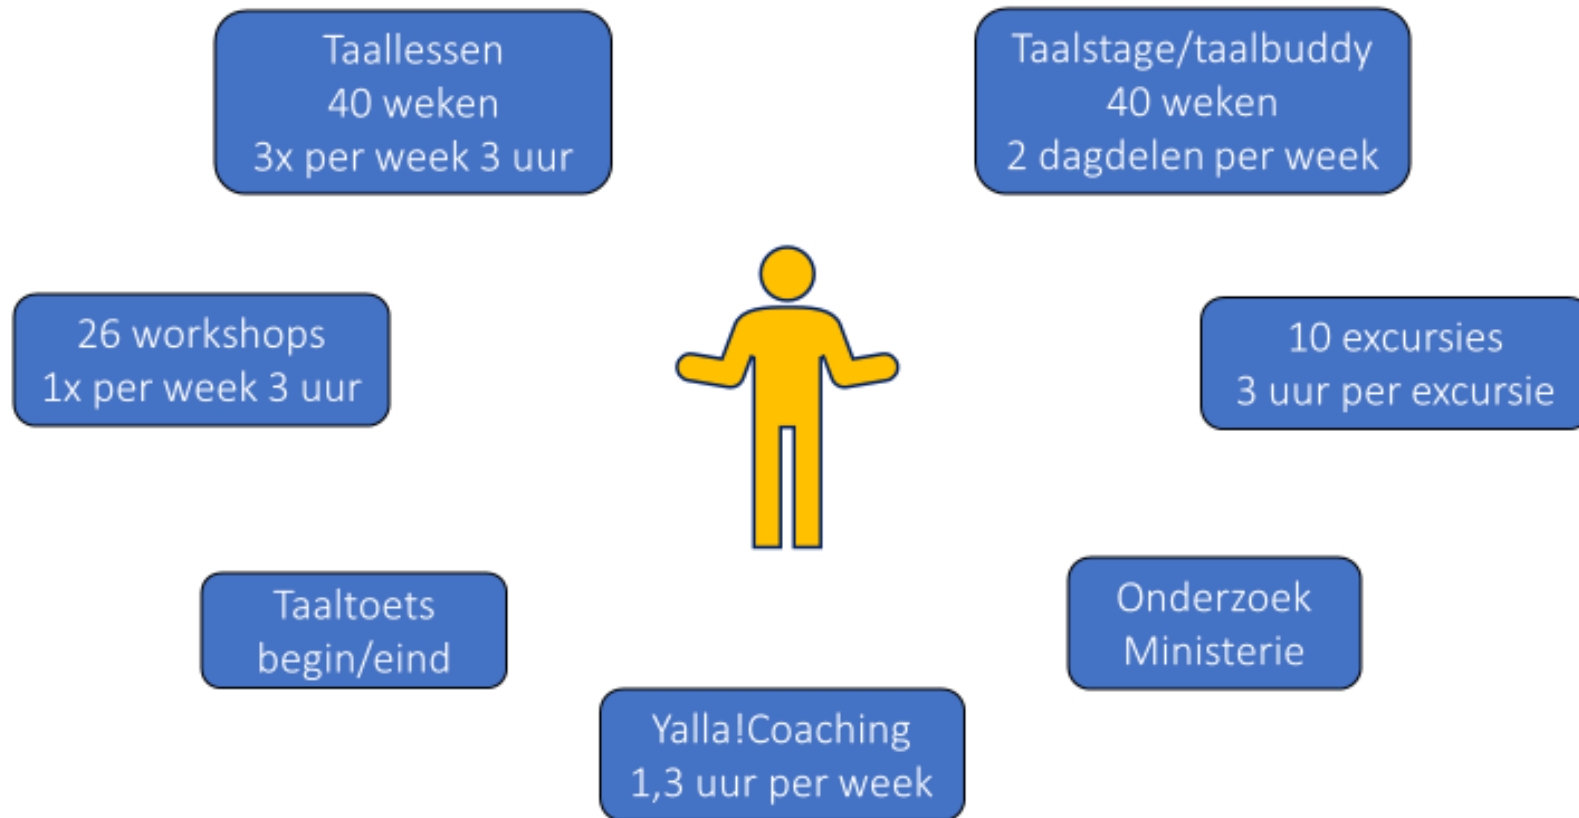 Taallessen
40 weken
3x per week 3 uur
Taalstage/taalbuddy
40 weken
2 dagdelen per week
26 workshops
1x per week 3 uur
10 excursies
3 uur per excursie
Taaltoets
begin/eind
Onderzoek
Ministerie
Yalla!Coaching
1,3 uur per week